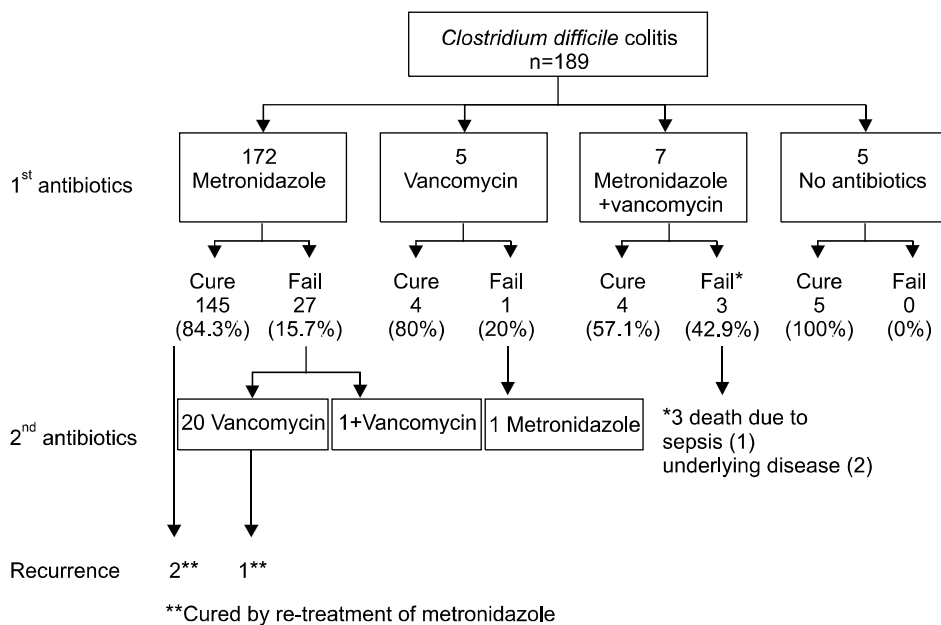 Clostridium difficile colitis
n=189
1st antibiotics
172
Metronidazole
5
Vancomycin
7
Metronidazole
+vancomycin
5
No antibiotics
Cure
145
(84.3%)
Fail
27
(15.7%)
Cure
4
(80%)
Fail
1
(20%)
Cure
4
(57.1%)
Fail*
3
(42.9%)
Cure
5
(100%)
Fail
0
(0%)
2nd antibiotics
20 Vancomycin
1+Vancomycin
1 Metronidazole
*3 death due to
sepsis (1)
underlying disease (2)
Recurrence
2**
1**
**Cured by re-treatment of metronidazole